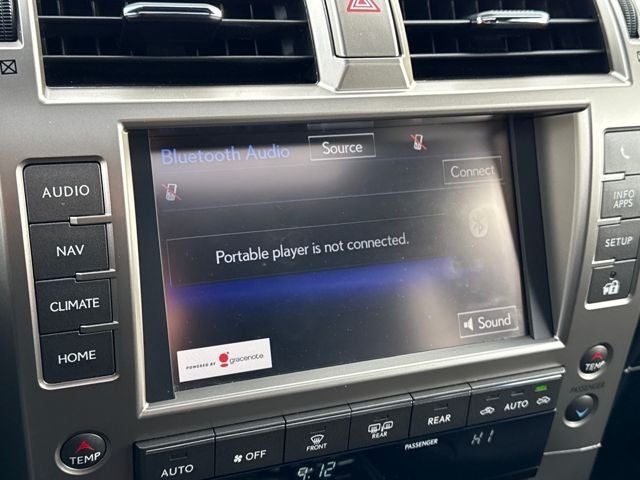 Bluetooth Audio
Source
Connect
Portable player is not connected.
Sound
POWERED BY gracenote
AUDIO
NAV
CLIMATE
HOME
INFO
APPS
SETUP
TEMP
TEMP
PASSENGER
AUTO
OFF
FRONT
REAR
REAR
AUTO
PASSENGER
HI
9:12